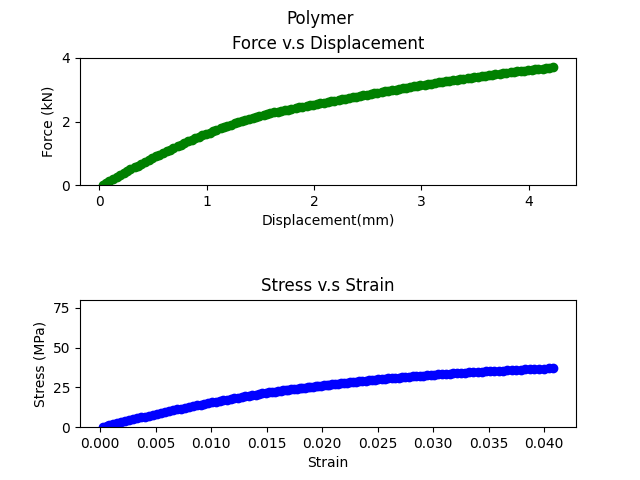 Polymer
Force v.s Displacement
4
2
0
Force (kN)
0 1 2 3 4
Displacement(mm)
Stress v.s Strain
75
50
25
0
Stress (MPa)
0.000 0.005 0.010 0.015 0.020 0.025 0.030 0.035 0.040
Strain